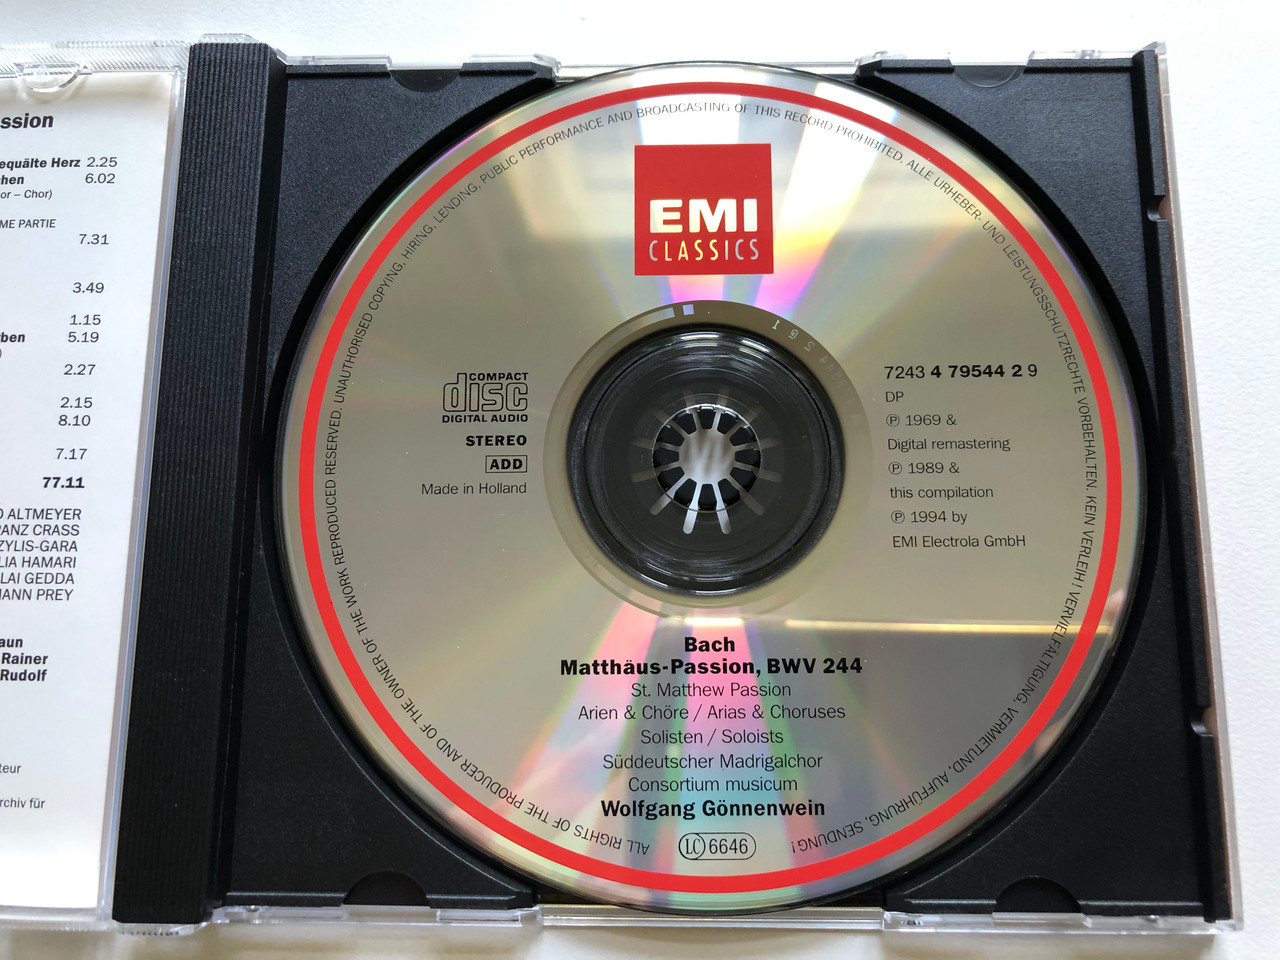 ssion
equälte Herz 2.25
chen 6.02
or – Chor)
ME PARTIE
7.31
3.49
1.15
ben 5.19
)
2.27
2.15
8.10
7.17
77.11
O ALTMEYER
RANZ CRASS
ZYLIS-GARA
LIA HAMARI
LAI GEDDA
MANN PREY
aun
Rainer
Rudolf
teur
archiv für
ALL RIGHTS OF THE PRODUCER AND OF THE OWNER OF THE WORK REPRODUCED RESERVED. UNAUTHORISED COPYING, HIRING, LENDING, PUBLIC PERFORMANCE AND BROADCASTING OF THIS RECORD PROHIBITED. ALLE URHEBER- UND LEISTUNGSSCHUTZRECHTE VORBEHALTEN. KEIN VERLEIH! VERVIELFÄLTIGUNG, VERMIETUNG, AUFFÜHRUNG, SENDUNG!
EMI
CLASSICS
COMPACT
disc
DIGITAL AUDIO
STEREO
ADD
Made in Holland
7243 4 79544 2 9
DP
℗ 1969 &
Digital remastering
℗ 1989 &
this compilation
℗ 1994 by
EMI Electrola GmbH
Bach
Matthäus-Passion, BWV 244
St. Matthew Passion
Arien & Chöre / Arias & Choruses
Solisten / Soloists
Süddeutscher Madrigalchor
Consortium musicum
Wolfgang Gönnenwein
LC 6646